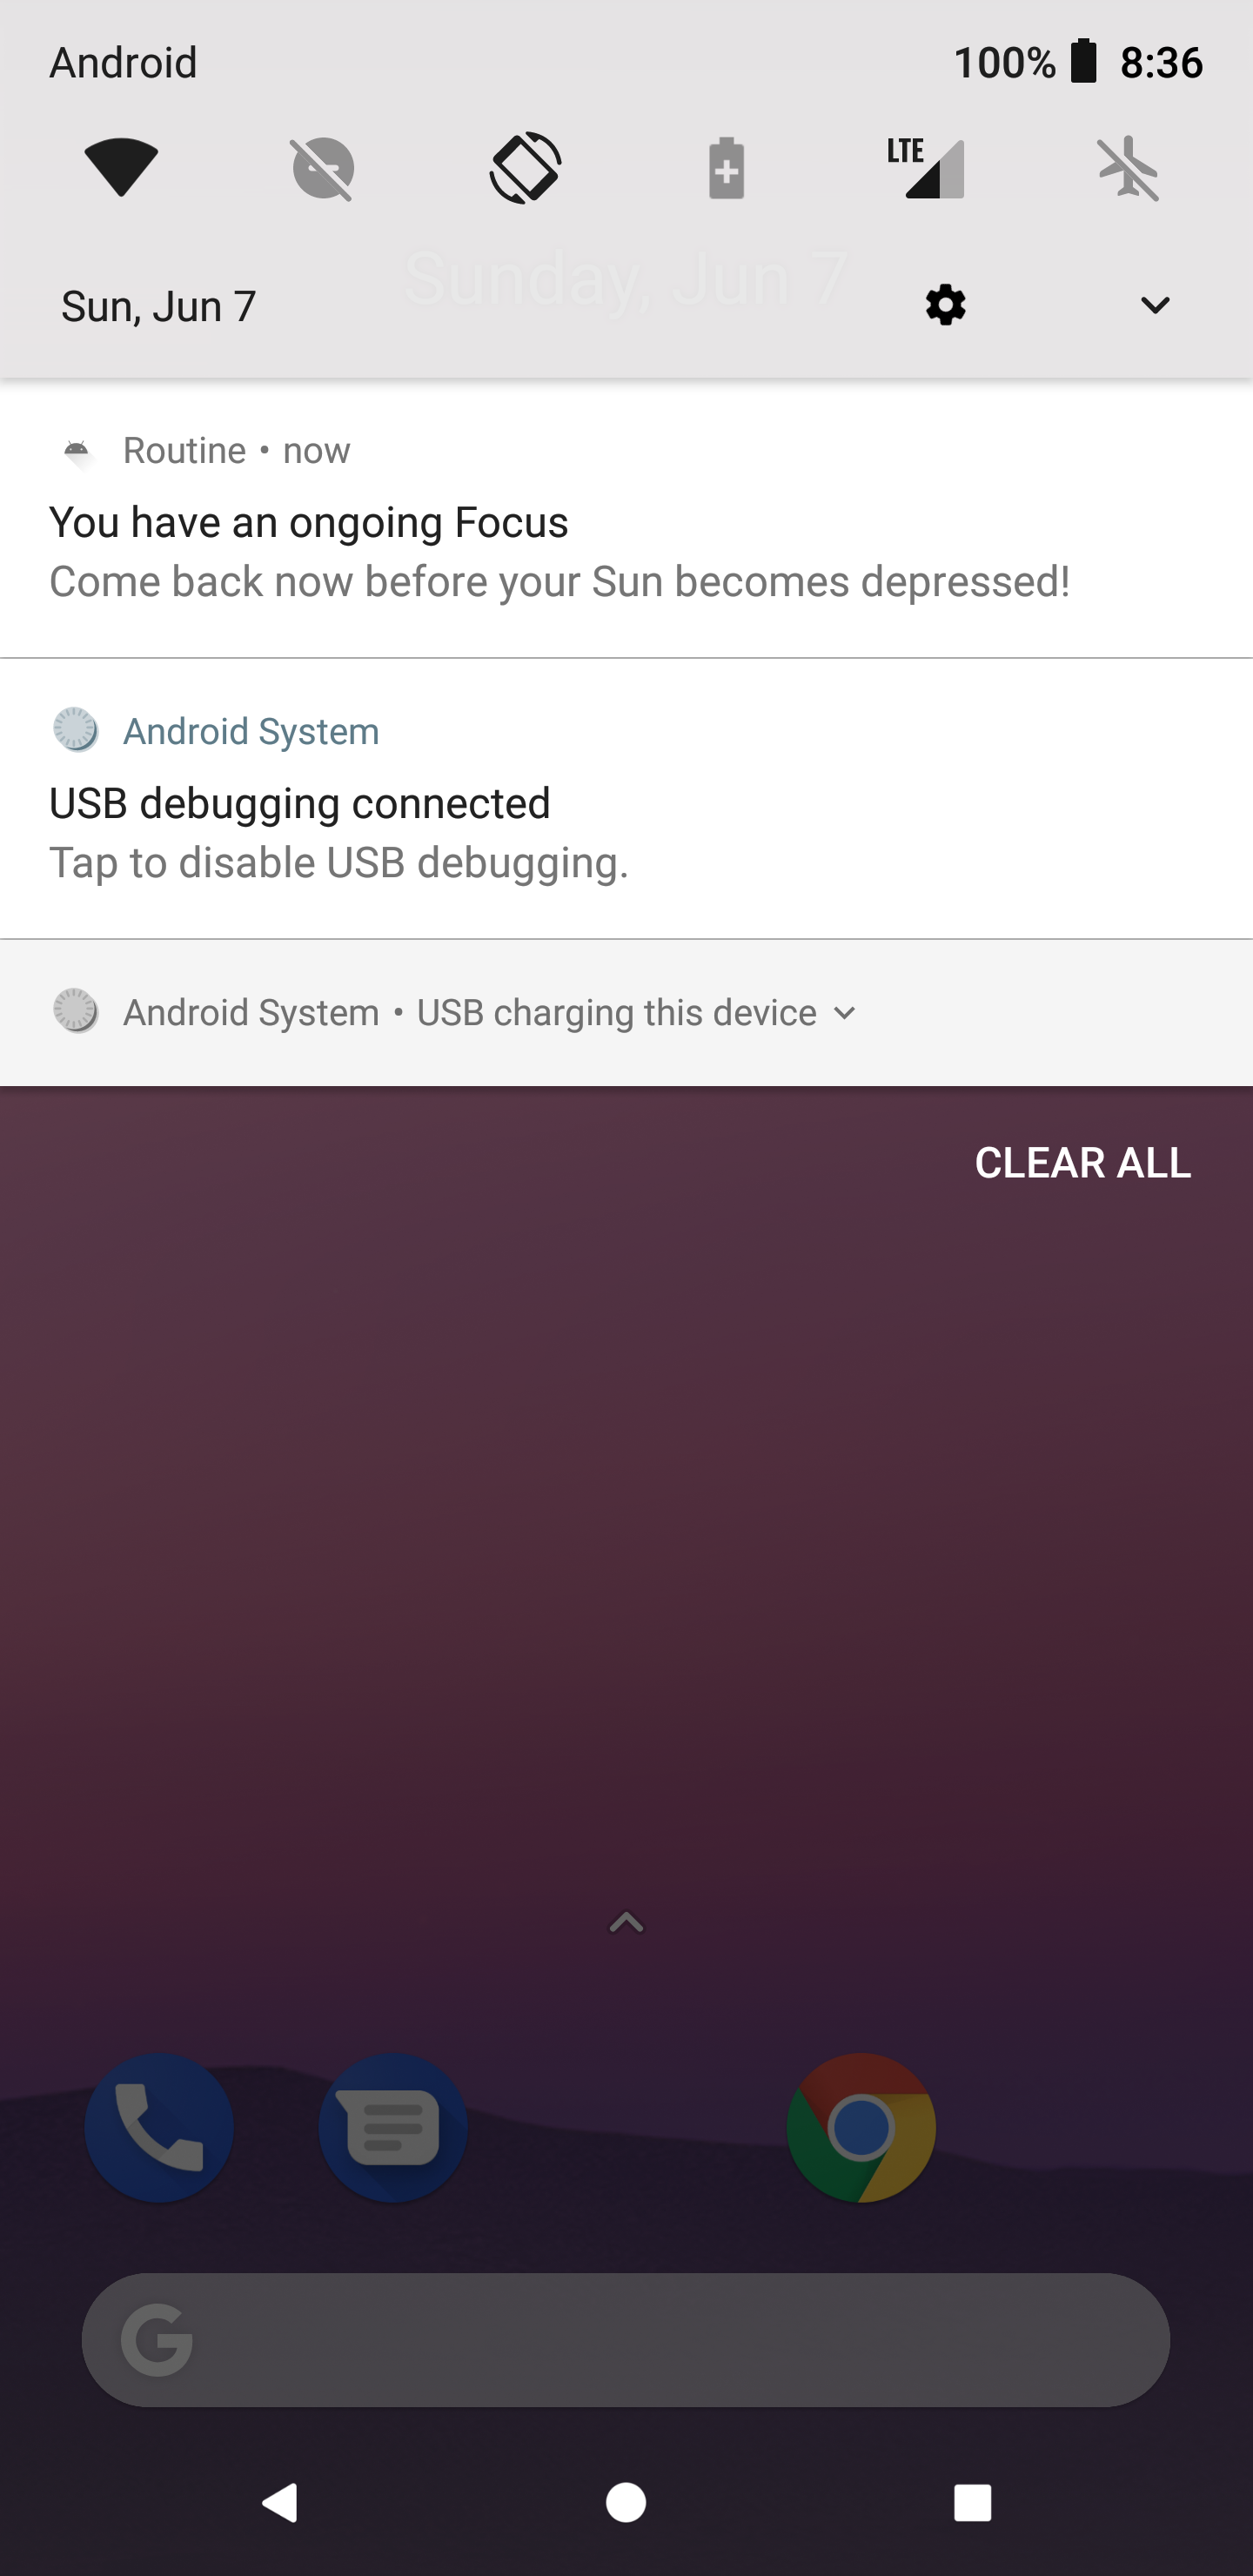 Android 100% 8:36
LTE
Sunday, Jun 7
Sun, Jun 7
Routine • now
You have an ongoing Focus
Come back now before your Sun becomes depressed!
Android System
USB debugging connected
Tap to disable USB debugging.
Android System • USB charging this device
CLEAR ALL
G